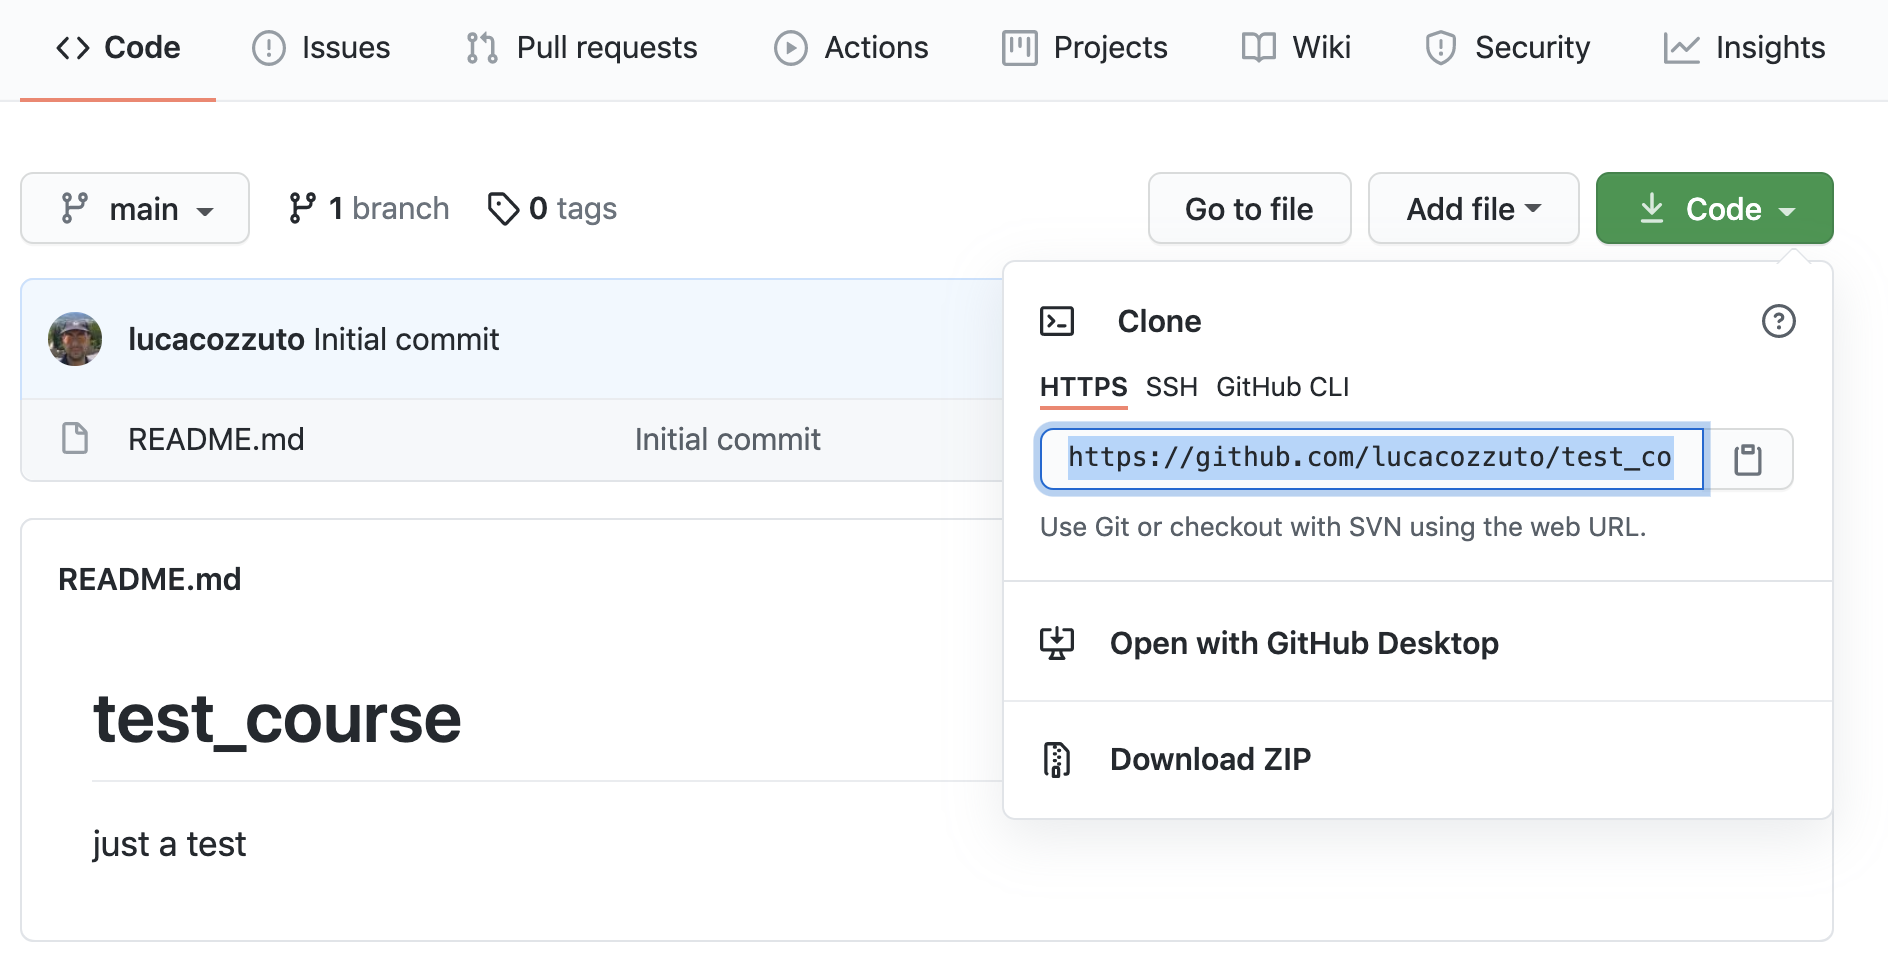 Code Issues Pull requests Actions Projects Wiki Security Insights
main 1 branch 0 tags Go to file Add file Code
lucacozzuto Initial commit
README.md Initial commit
Clone
HTTPS SSH GitHub CLI
https://github.com/lucacozzuto/test_co
Use Git or checkout with SVN using the web URL.
Open with GitHub Desktop
Download ZIP
README.md
test_course
just a test